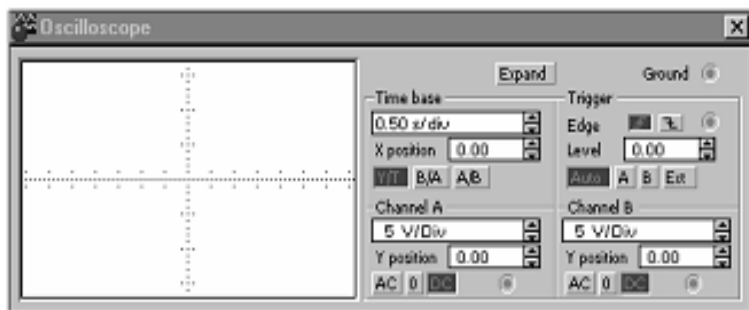 Oscilloscope
Expand
Ground
Time base
0.50 s/div
X position 0.00
Y/T B/A A/B
Trigger
Edge
Level 0.00
Auto A B Ext
Channel A
5 V/Div
Y position 0.00
AC 0 DC
Channel B
5 V/Div
Y position 0.00
AC 0 DC